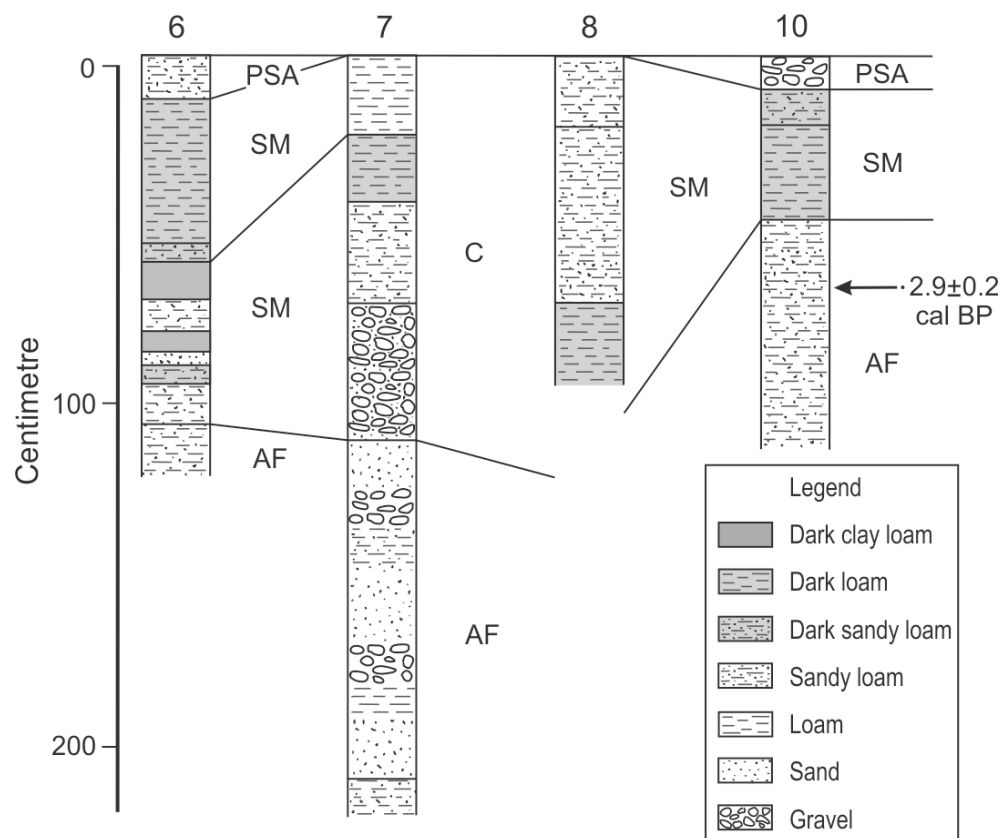 6
7
8
10
0
PSA
PSA
SM
SM
SM
C
SM
2.9±0.2
cal BP
AF
100
AF
Centimetre
AF
200
Legend
Dark clay loam
Dark loam
Dark sandy loam
Sandy loam
Loam
Sand
Gravel